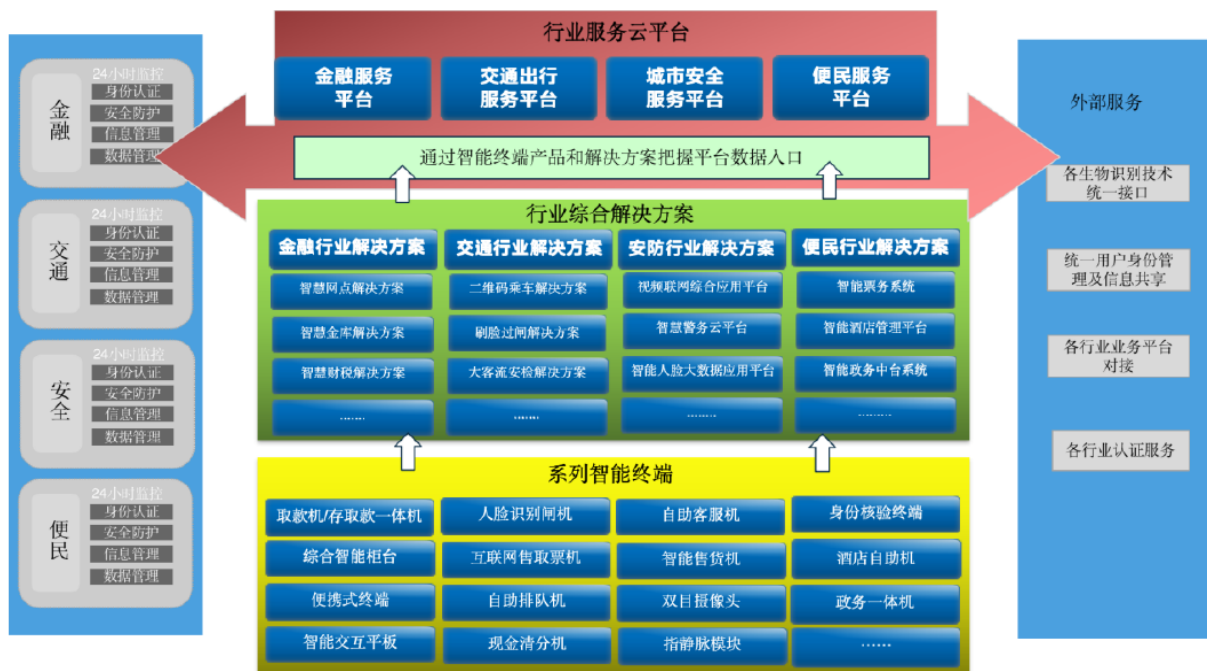 行业服务云平台
金融服务
平台
交通出行
服务平台
城市安全
服务平台
便民服务
平台
通过智能终端产品和解决方案把握平台数据入口
金融
24小时监控
身份认证
安全防护
信息管理
数据管理
交通
24小时监控
身份认证
安全防护
信息管理
数据管理
安全
24小时监控
身份认证
安全防护
信息管理
数据管理
便民
24小时监控
身份认证
安全防护
信息管理
数据管理
行业综合解决方案
金融行业解决方案
智慧网点解决方案
智慧金库解决方案
智慧财税解决方案
.......
交通行业解决方案
二维码乘车解决方案
刷脸过闸解决方案
大客流安检解决方案
.......
安防行业解决方案
视频联网综合应用平台
智慧警务云平台
智能人脸大数据应用平台
........
便民行业解决方案
智能票务系统
智能酒店管理平台
智能政务中台系统
.........
系列智能终端
取款机/存取款一体机
人脸识别闸机
自助客服机
身份核验终端
综合智能柜台
互联网售取票机
智能售货机
酒店自助机
便携式终端
自助排队机
双目摄像头
政务一体机
智能交互平板
现金清分机
指静脉模块
......
外部服务
各生物识别技术
统一接口
统一用户身份管
理及信息共享
各行业业务平台
对接
各行业认证服务